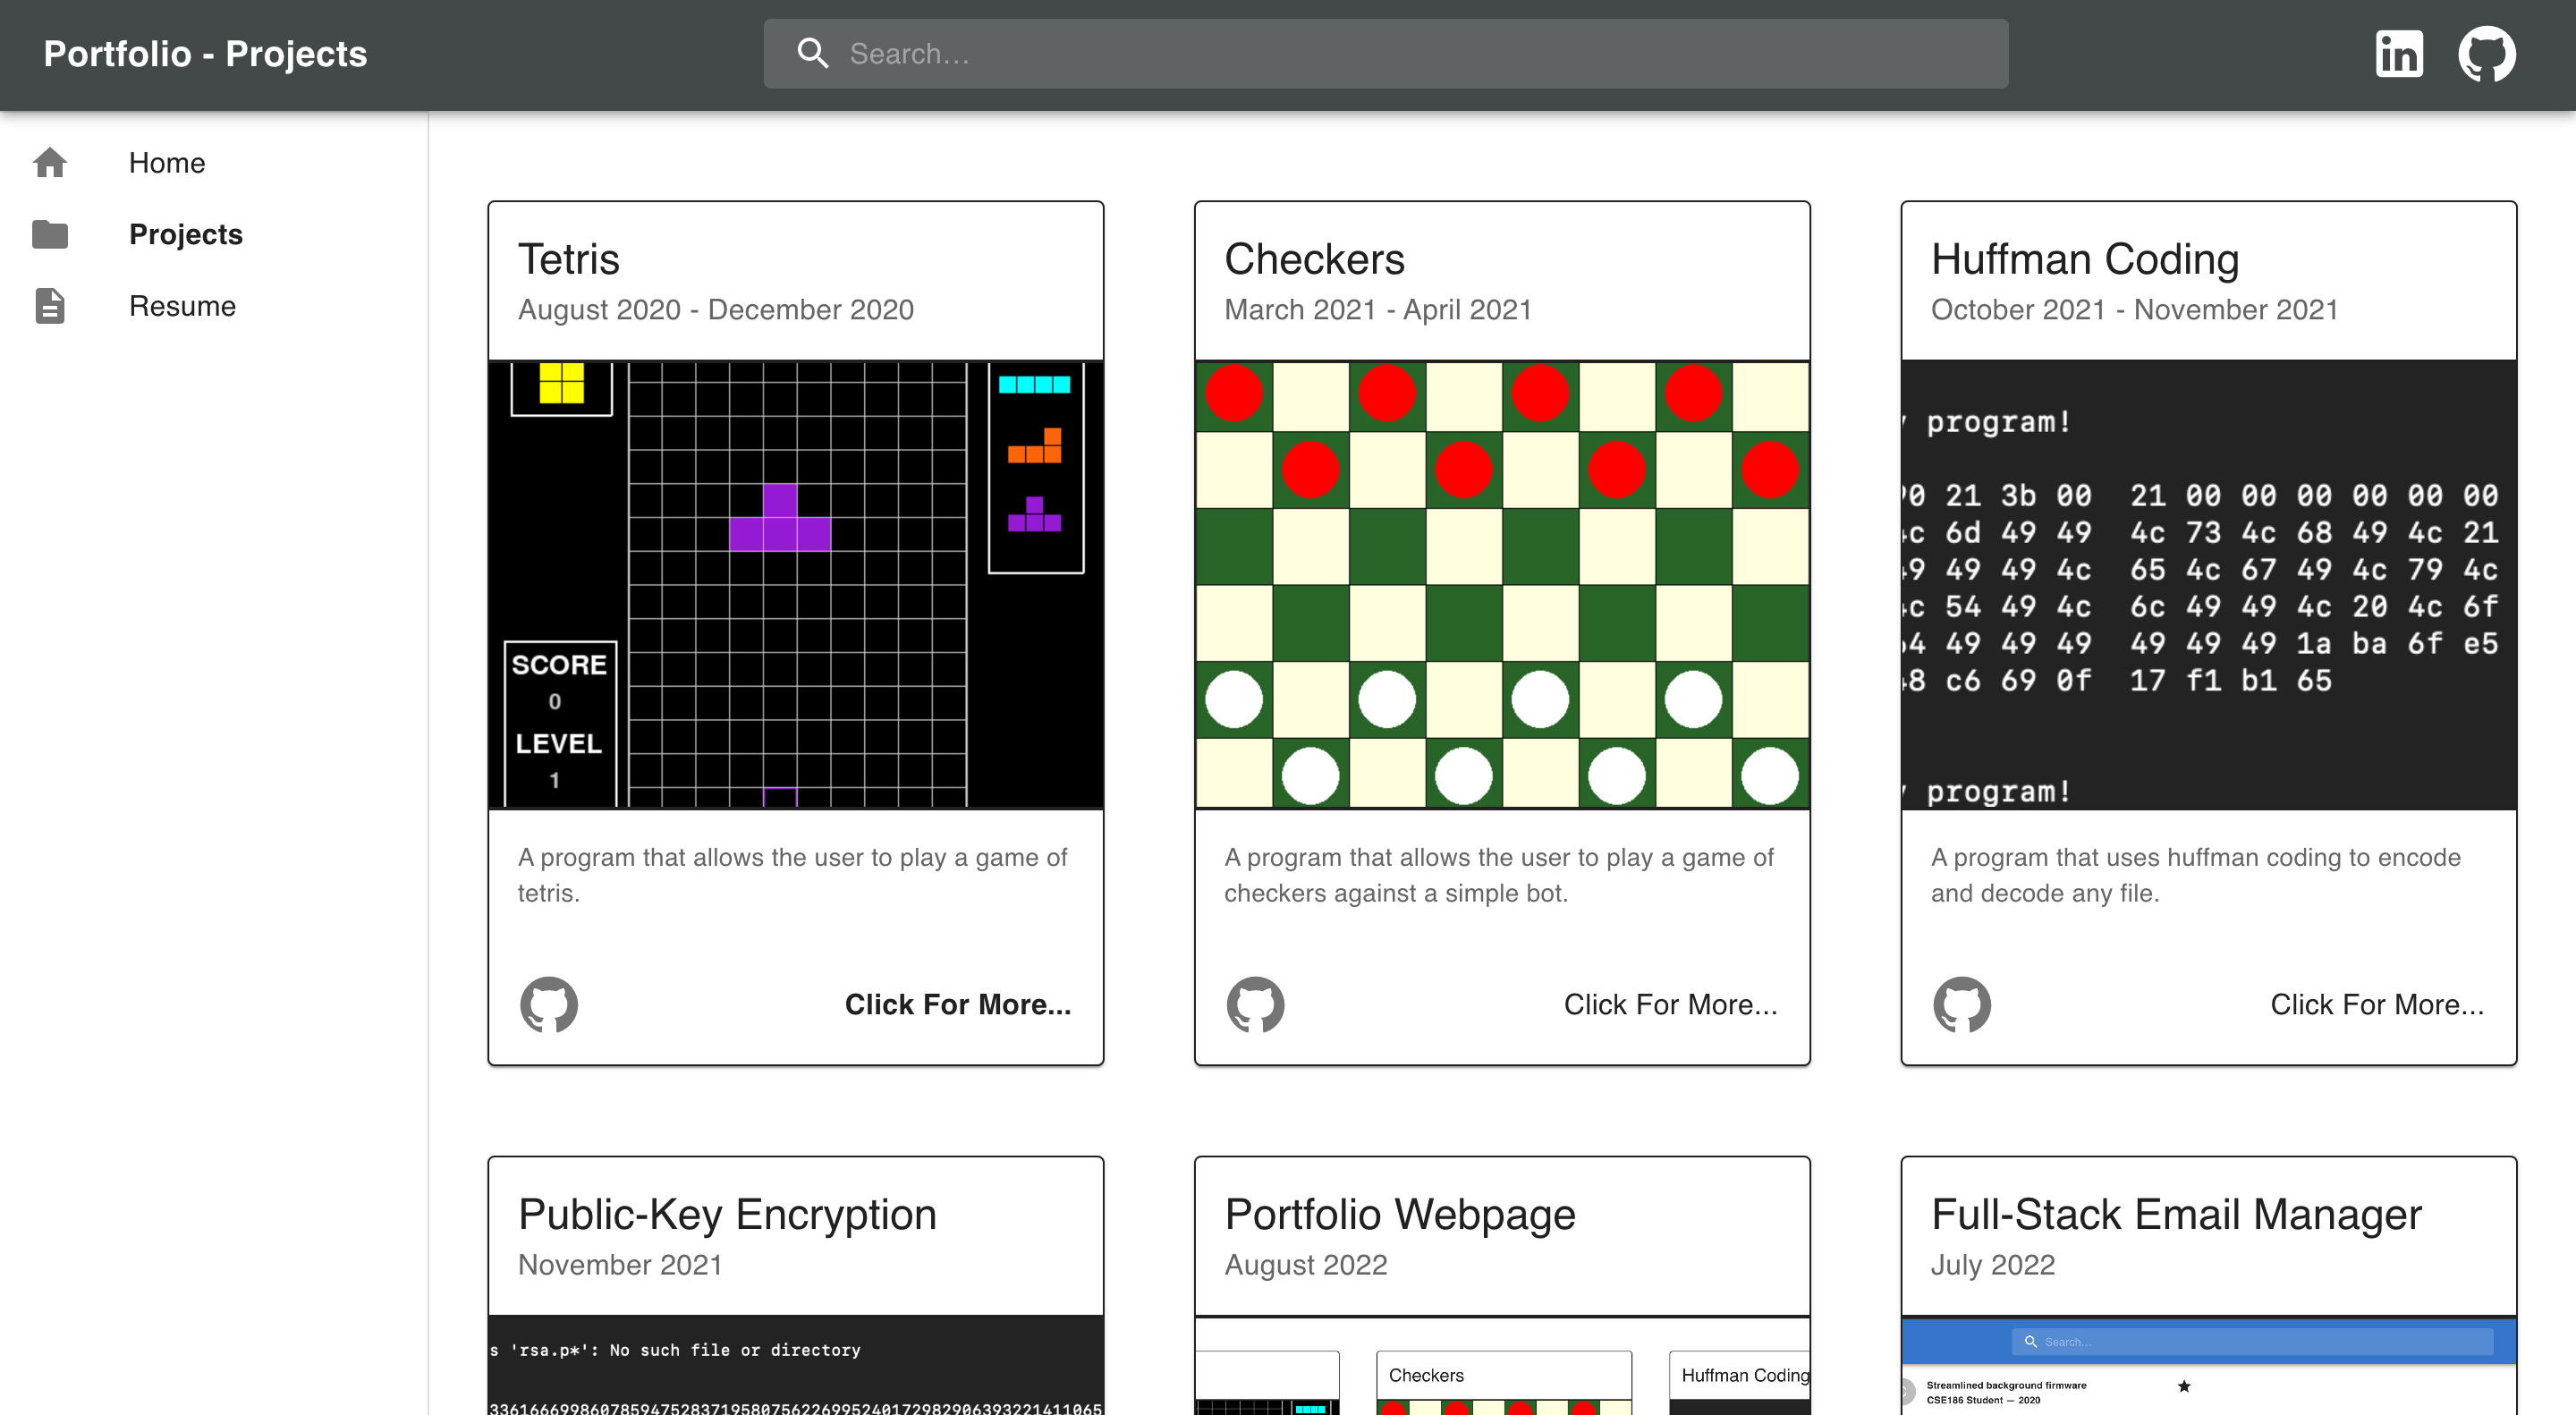 Portfolio - Projects
Search…
Home
Projects
Resume
Tetris
August 2020 - December 2020
SCORE
0
LEVEL
1
A program that allows the user to play a game of
tetris.
Click For More...
Checkers
March 2021 - April 2021
A program that allows the user to play a game of
checkers against a simple bot.
Click For More...
Huffman Coding
October 2021 - November 2021
program!
21 3b 00 21 00 00 00 00 00 00
6d 49 49 4c 73 4c 68 49 4c 21
49 49 4c 65 4c 67 49 4c 79 4c
54 49 4c 6c 49 49 4c 20 4c 6f
49 49 49 49 49 49 1a ba 6f e5
c6 69 0f 17 f1 b1 65
program!
A program that uses huffman coding to encode
and decode any file.
Click For More...
Public-Key Encryption
November 2021
s 'rsa.p*': No such file or directory
Portfolio Webpage
August 2022
Checkers
Huffman Coding
Full-Stack Email Manager
July 2022
Search…
Streamlined background firmware
CSE186 Student — 2020